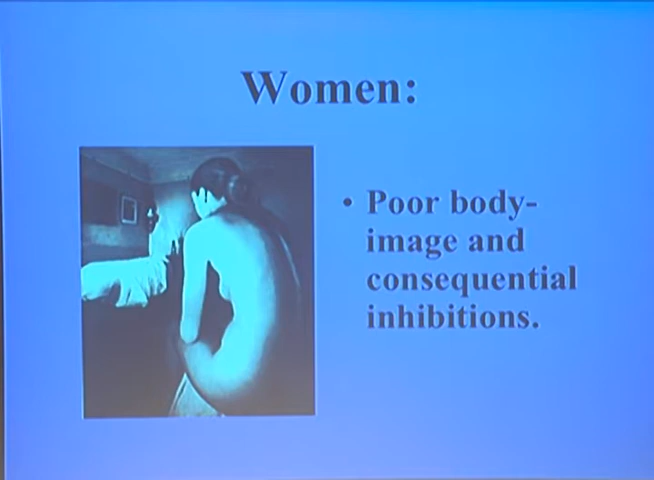 Women:
• Poor body-
image and
consequential
inhibitions.